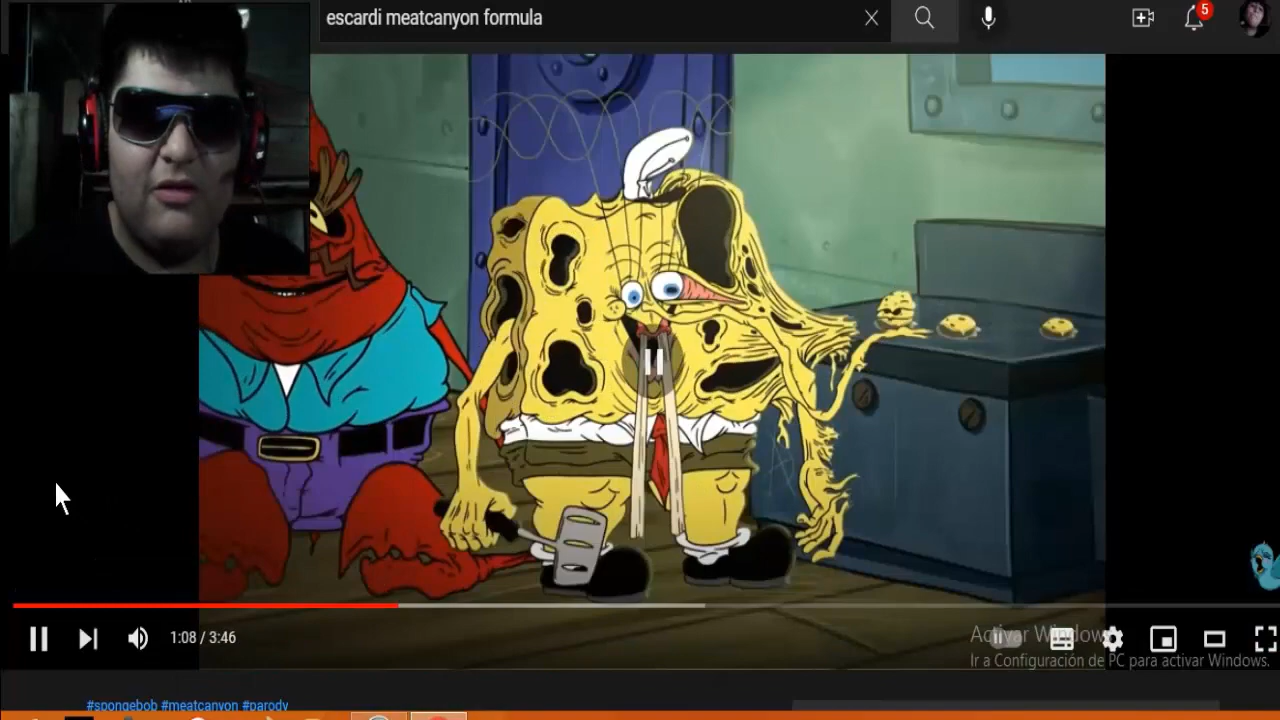 escardi meatcanyon formula
5
1:08 / 3:46
Activar Windows
Ir a Configuración de PC para activar Windows.
#spongebob #meatcanyon #parody